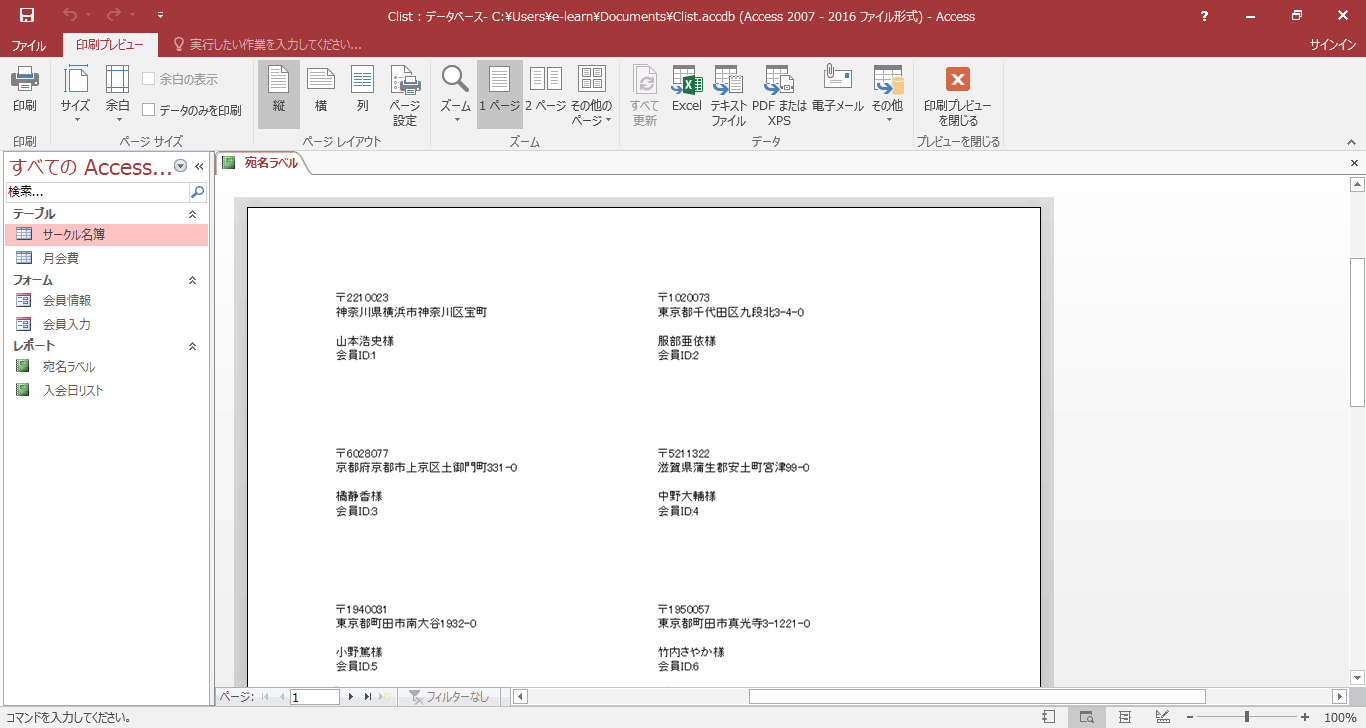 Clist : データベース- C:¥Users¥e-learn¥Documents¥Clist.accdb (Access 2007 - 2016 ファイル形式) - Access
?
ファイル
印刷プレビュー
実行したい作業を入力してください...
サインイン
印刷
サイズ
余白
余白の表示
データのみを印刷
縦
横
列
ページ
設定
ズーム
1 ページ
2 ページ
その他の
ページ
すべて
更新
Excel
テキスト
ファイル
PDF または
XPS
電子メール
その他
印刷プレビュー
を閉じる
印刷
ページ サイズ
ページ レイアウト
ズーム
データ
プレビューを閉じる
すべての Access...
検索...
テーブル
サークル名簿
月会費
フォーム
会員情報
会員入力
レポート
宛名ラベル
入会日リスト
宛名ラベル
〒2210023
神奈川県横浜市神奈川区宝町
山本浩史様
会員ID:1
〒1020073
東京都千代田区九段北3-4-0
服部亜依様
会員ID:2
〒6028077
京都府京都市上京区土御門町331-0
橘静香様
会員ID:3
〒5211322
滋賀県蒲生郡安土町宮津99-0
中野大輔様
会員ID:4
〒1940031
東京都町田市南大谷1932-0
小野篤様
会員ID:5
〒1950057
東京都町田市真光寺3-1221-0
竹内さやか様
会員ID:6
ページ: 1
フィルターなし
コマンドを入力してください。
100%